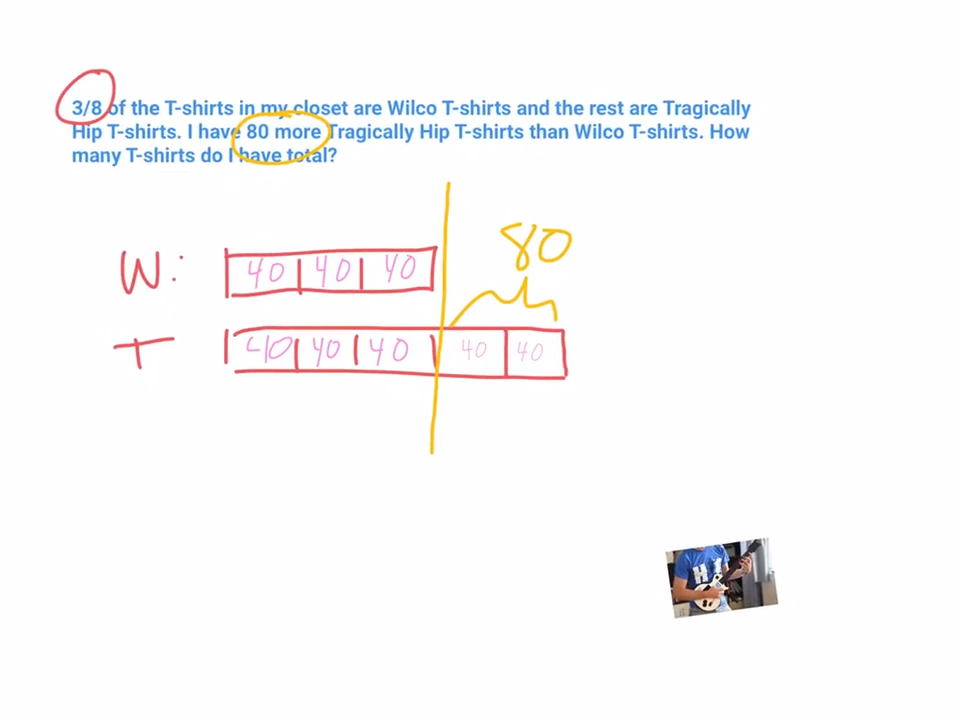 3/8 of the T-shirts in my closet are Wilco T-shirts and the rest are Tragically
Hip T-shirts. I have 80 more Tragically Hip T-shirts than Wilco T-shirts. How
many T-shirts do I have total?
80
W: 40 40 40
T 40 40 40 40 40
H